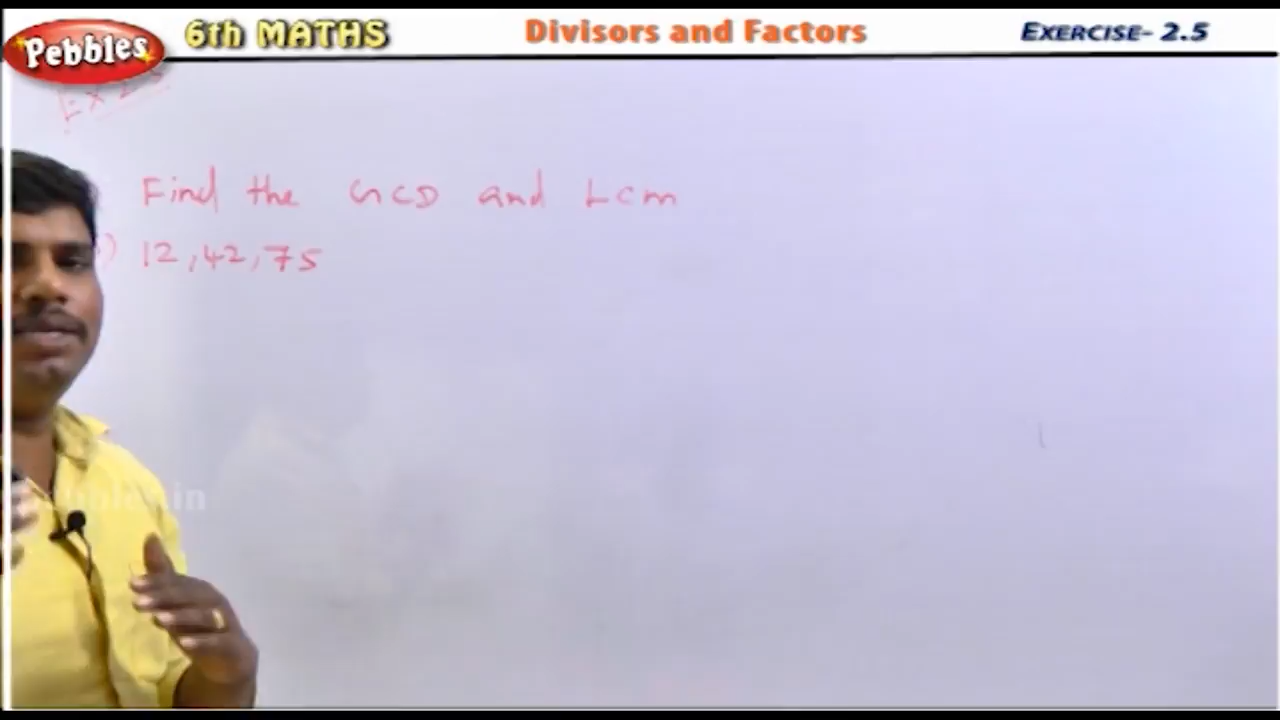 Pebbles 6th MATHS Divisors and Factors EXERCISE- 2.5
Find the GCD and Lcm
) 12,42,75